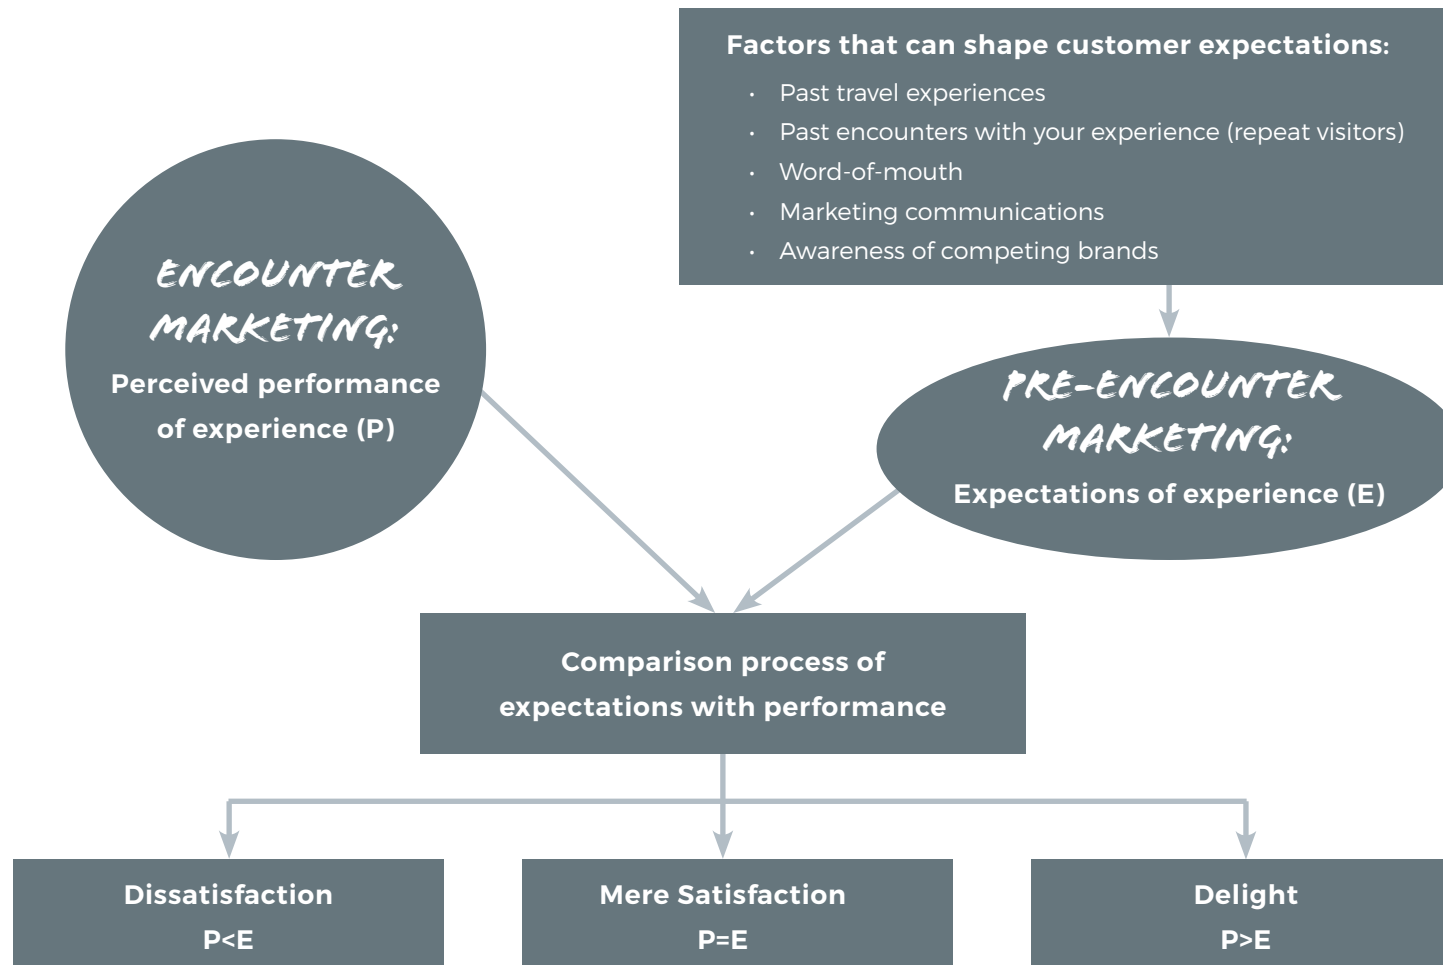 Factors that can shape customer expectations:
• Past travel experiences
• Past encounters with your experience (repeat visitors)
• Word-of-mouth
• Marketing communications
• Awareness of competing brands
ENCOUNTER
MARKETING:
Perceived performance
of experience (P)
PRE-ENCOUNTER
MARKETING:
Expectations of experience (E)
Comparison process of
expectations with performance
Dissatisfaction
P<E
Mere Satisfaction
P=E
Delight
P>E